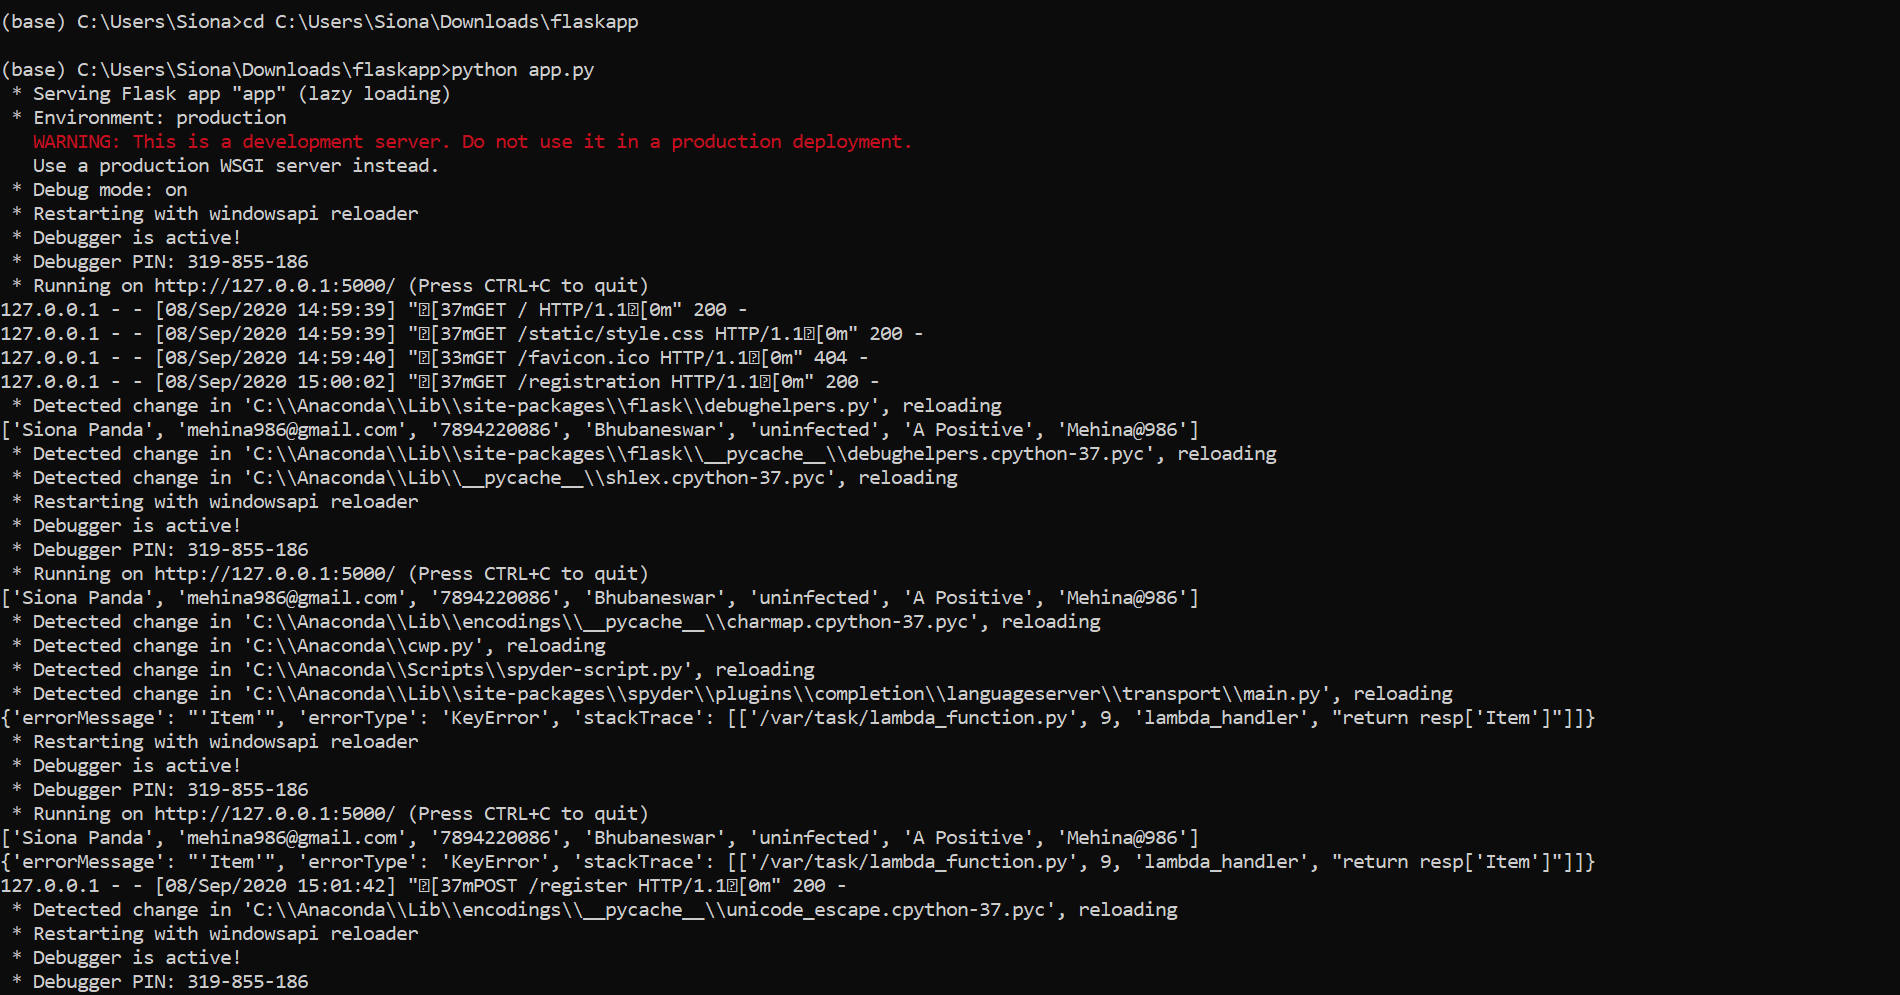 (base) C:\Users\Siona>cd C:\Users\Siona\Downloads\flaskapp
(base) C:\Users\Siona\Downloads\flaskapp>python app.py
 * Serving Flask app "app" (lazy loading)
 * Environment: production
   WARNING: This is a development server. Do not use it in a production deployment.
   Use a production WSGI server instead.
 * Debug mode: on
 * Restarting with windowsapi reloader
 * Debugger is active!
 * Debugger PIN: 319-855-186
 * Running on http://127.0.0.1:5000/ (Press CTRL+C to quit)
127.0.0.1 - - [08/Sep/2020 14:59:39] "⍰[37mGET / HTTP/1.1⍰[0m" 200 -
127.0.0.1 - - [08/Sep/2020 14:59:39] "⍰[37mGET /static/style.css HTTP/1.1⍰[0m" 200 -
127.0.0.1 - - [08/Sep/2020 14:59:40] "⍰[33mGET /favicon.ico HTTP/1.1⍰[0m" 404 -
127.0.0.1 - - [08/Sep/2020 15:00:02] "⍰[37mGET /registration HTTP/1.1⍰[0m" 200 -
 * Detected change in 'C:\\Anaconda\\Lib\\site-packages\\flask\\debughelpers.py', reloading
['Siona Panda', 'mehina986@gmail.com', '7894220086', 'Bhubaneswar', 'uninfected', 'A Positive', 'Mehina@986']
 * Detected change in 'C:\\Anaconda\\Lib\\site-packages\\flask\\__pycache__\\debughelpers.cpython-37.pyc', reloading
 * Detected change in 'C:\\Anaconda\\Lib\\__pycache__\\shlex.cpython-37.pyc', reloading
 * Restarting with windowsapi reloader
 * Debugger is active!
 * Debugger PIN: 319-855-186
 * Running on http://127.0.0.1:5000/ (Press CTRL+C to quit)
['Siona Panda', 'mehina986@gmail.com', '7894220086', 'Bhubaneswar', 'uninfected', 'A Positive', 'Mehina@986']
 * Detected change in 'C:\\Anaconda\\Lib\\encodings\\__pycache__\\charmap.cpython-37.pyc', reloading
 * Detected change in 'C:\\Anaconda\\cwp.py', reloading
 * Detected change in 'C:\\Anaconda\\Scripts\\spyder-script.py', reloading
 * Detected change in 'C:\\Anaconda\\Lib\\site-packages\\spyder\\plugins\\completion\\languageserver\\transport\\main.py', reloading
{'errorMessage': "'Item'", 'errorType': 'KeyError', 'stackTrace': [['/var/task/lambda_function.py', 9, 'lambda_handler', "return resp['Item']"]]}
 * Restarting with windowsapi reloader
 * Debugger is active!
 * Debugger PIN: 319-855-186
 * Running on http://127.0.0.1:5000/ (Press CTRL+C to quit)
['Siona Panda', 'mehina986@gmail.com', '7894220086', 'Bhubaneswar', 'uninfected', 'A Positive', 'Mehina@986']
{'errorMessage': "'Item'", 'errorType': 'KeyError', 'stackTrace': [['/var/task/lambda_function.py', 9, 'lambda_handler', "return resp['Item']"]]}
127.0.0.1 - - [08/Sep/2020 15:01:42] "⍰[37mPOST /register HTTP/1.1⍰[0m" 200 -
 * Detected change in 'C:\\Anaconda\\Lib\\encodings\\__pycache__\\unicode_escape.cpython-37.pyc', reloading
 * Restarting with windowsapi reloader
 * Debugger is active!
 * Debugger PIN: 319-855-186